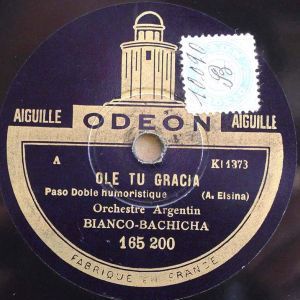 AIGUILLE ODEON AIGUILLE
A KI 1373
OLE TU GRACIA
Paso Doble humoristique (A. Elsina)
Orchestre Argentin
BIANCO-BACHICHA
165 200
FABRIQUÉ EN FRANCE